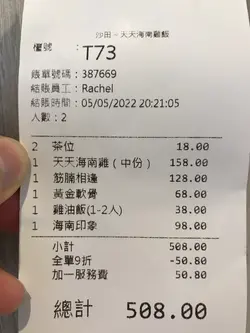 沙田-天天海南雞飯
檯號： T73
賬單號碼：387669
結賬員工：Rachel
結賬時間：05/05/2022 20:21:05
人數：2
2 茶位 18.00
1 天天海南雞（中份） 158.00
1 筋腩相逢 128.00
1 黃金軟骨 68.00
1 雞油飯(1-2人) 38.00
1 海南印象 98.00
小計 508.00
全單9折 -50.80
加一服務費 50.80
總計 508.00